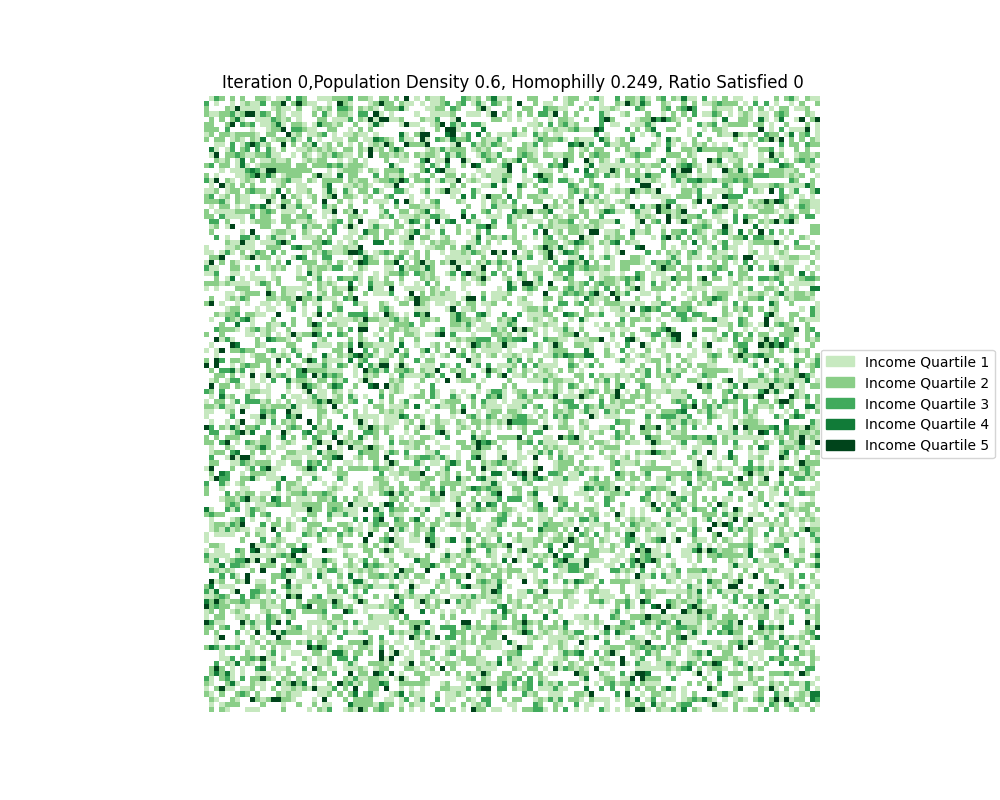 Iteration 0,Population Density 0.6, Homophilly 0.249, Ratio Satisfied 0
Income Quartile 1
Income Quartile 2
Income Quartile 3
Income Quartile 4
Income Quartile 5